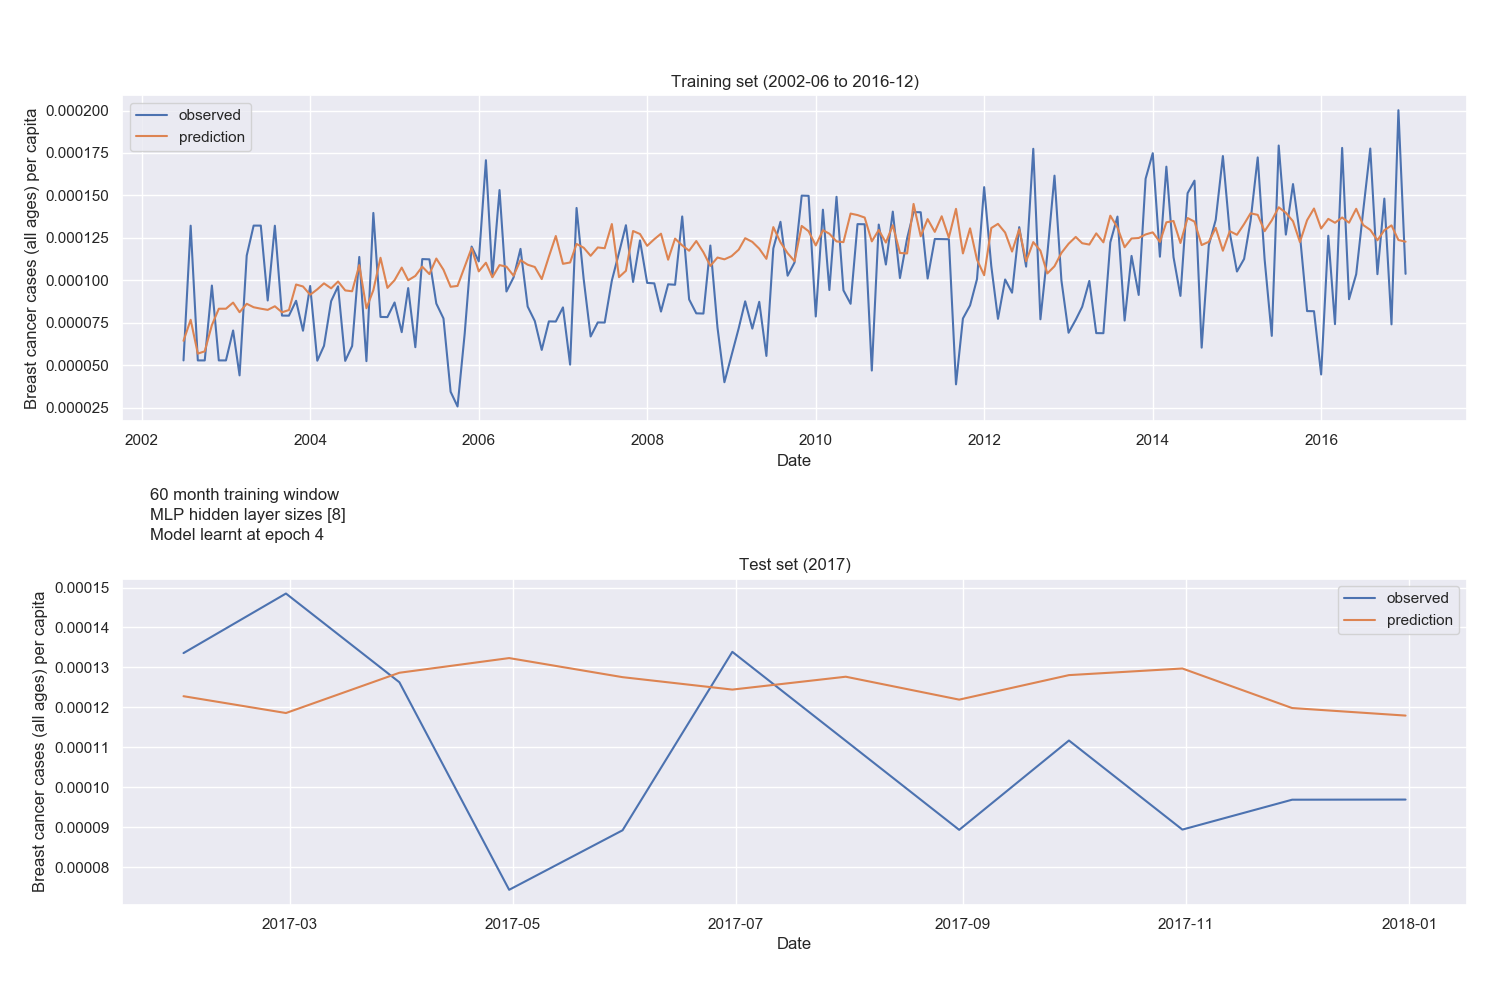 Training set (2002-06 to 2016-12)
Breast cancer cases (all ages) per capita
0.000200
0.000175
0.000150
0.000125
0.000100
0.000075
0.000050
0.000025
observed
prediction
2002 2004 2006 2008 2010 2012 2014 2016
Date
60 month training window
MLP hidden layer sizes [8]
Model learnt at epoch 4
Test set (2017)
Breast cancer cases (all ages) per capita
0.00015
0.00014
0.00013
0.00012
0.00011
0.00010
0.00009
0.00008
observed
prediction
2017-03 2017-05 2017-07 2017-09 2017-11 2018-01
Date